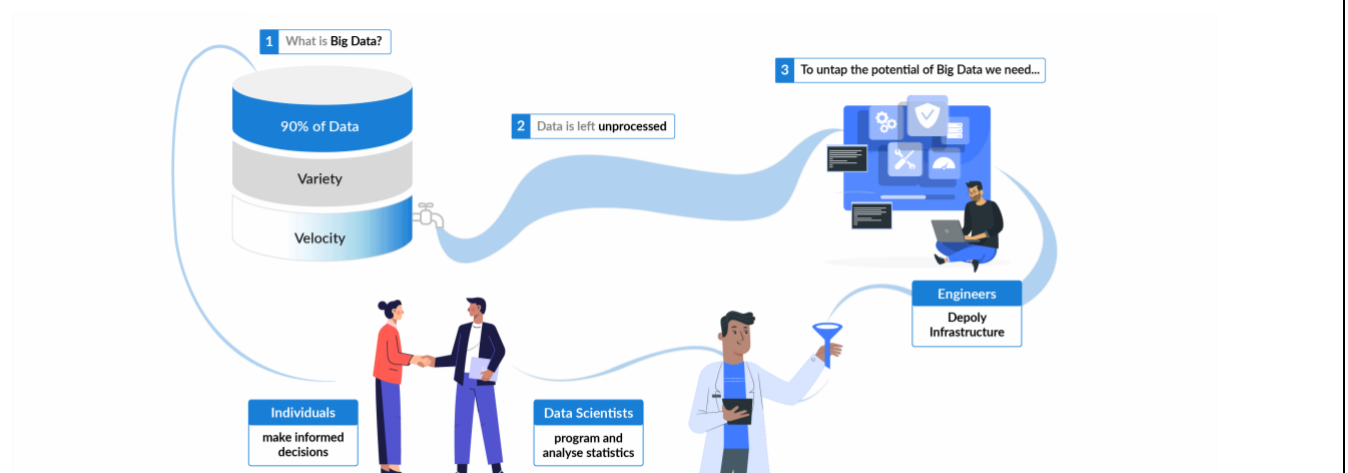 1 What is Big Data?
90% of Data
Variety
Velocity
2 Data is left unprocessed
3 To untap the potential of Big Data we need...
Engineers
Depoly
Infrastructure
Individuals
make informed
decisions
Data Scientists
program and
analyse statistics